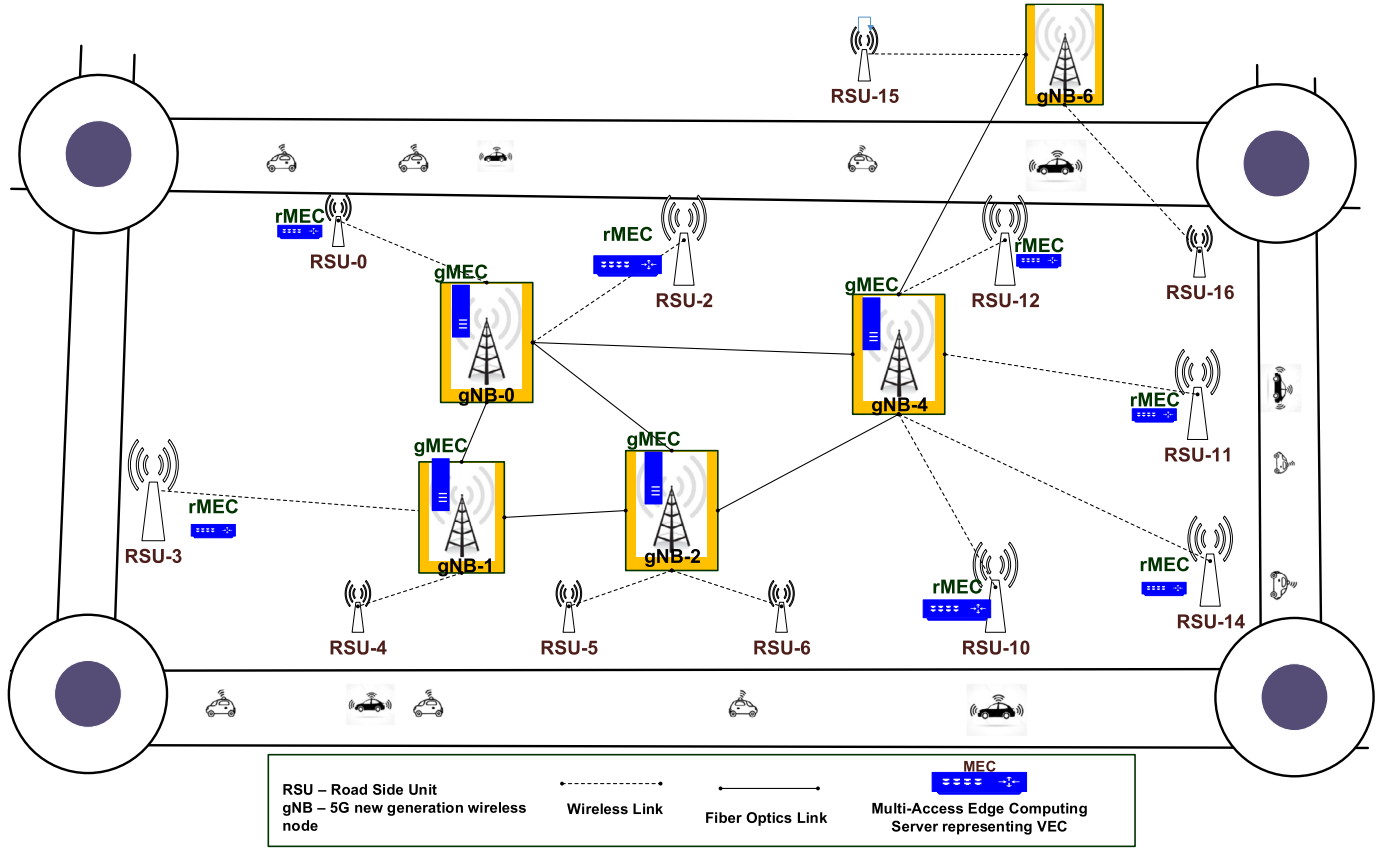 RSU-15
gNB-6
rMEC
RSU-0
rMEC
RSU-2
rMEC
RSU-12
RSU-16
gMEC
gNB-0
gMEC
gNB-4
rMEC
RSU-11
gMEC
gNB-1
gMEC
gNB-2
rMEC
RSU-3
rMEC
RSU-10
rMEC
RSU-14
RSU-4
RSU-5
RSU-6
RSU – Road Side Unit
gNB – 5G new generation wireless
node
Wireless Link
Fiber Optics Link
MEC
Multi-Access Edge Computing
Server representing VEC